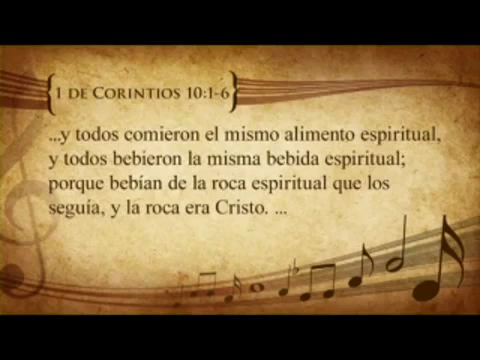 {1 DE CORINTIOS 10:1-6}
...y todos comieron el mismo alimento espiritual,
y todos bebieron la misma bebida espiritual;
porque bebían de la roca espiritual que los
seguía, y la roca era Cristo. ...